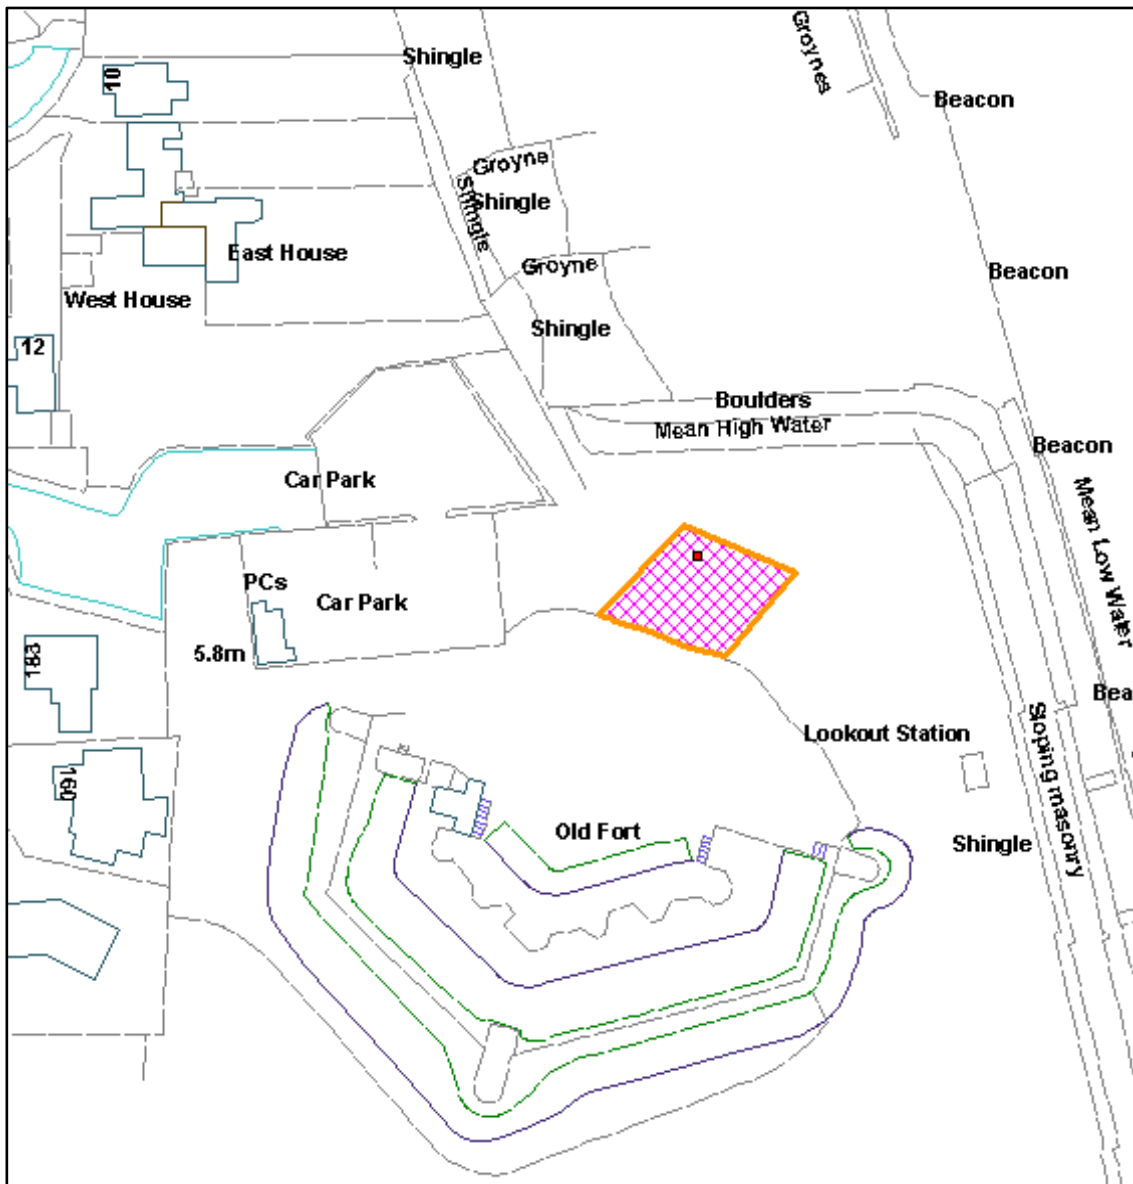 Shingle
Groynes
10
Beacon
Groyne
Shingle
Shingle
East House
Groyne
Beacon
West House
Shingle
12
Boulders
Mean High Water
Beacon
Car Park
Mean Low Water
PCs
Car Park
5.8m
183
Bea
Lookout Station
Sloping masonry
160
Old Fort
Shingle